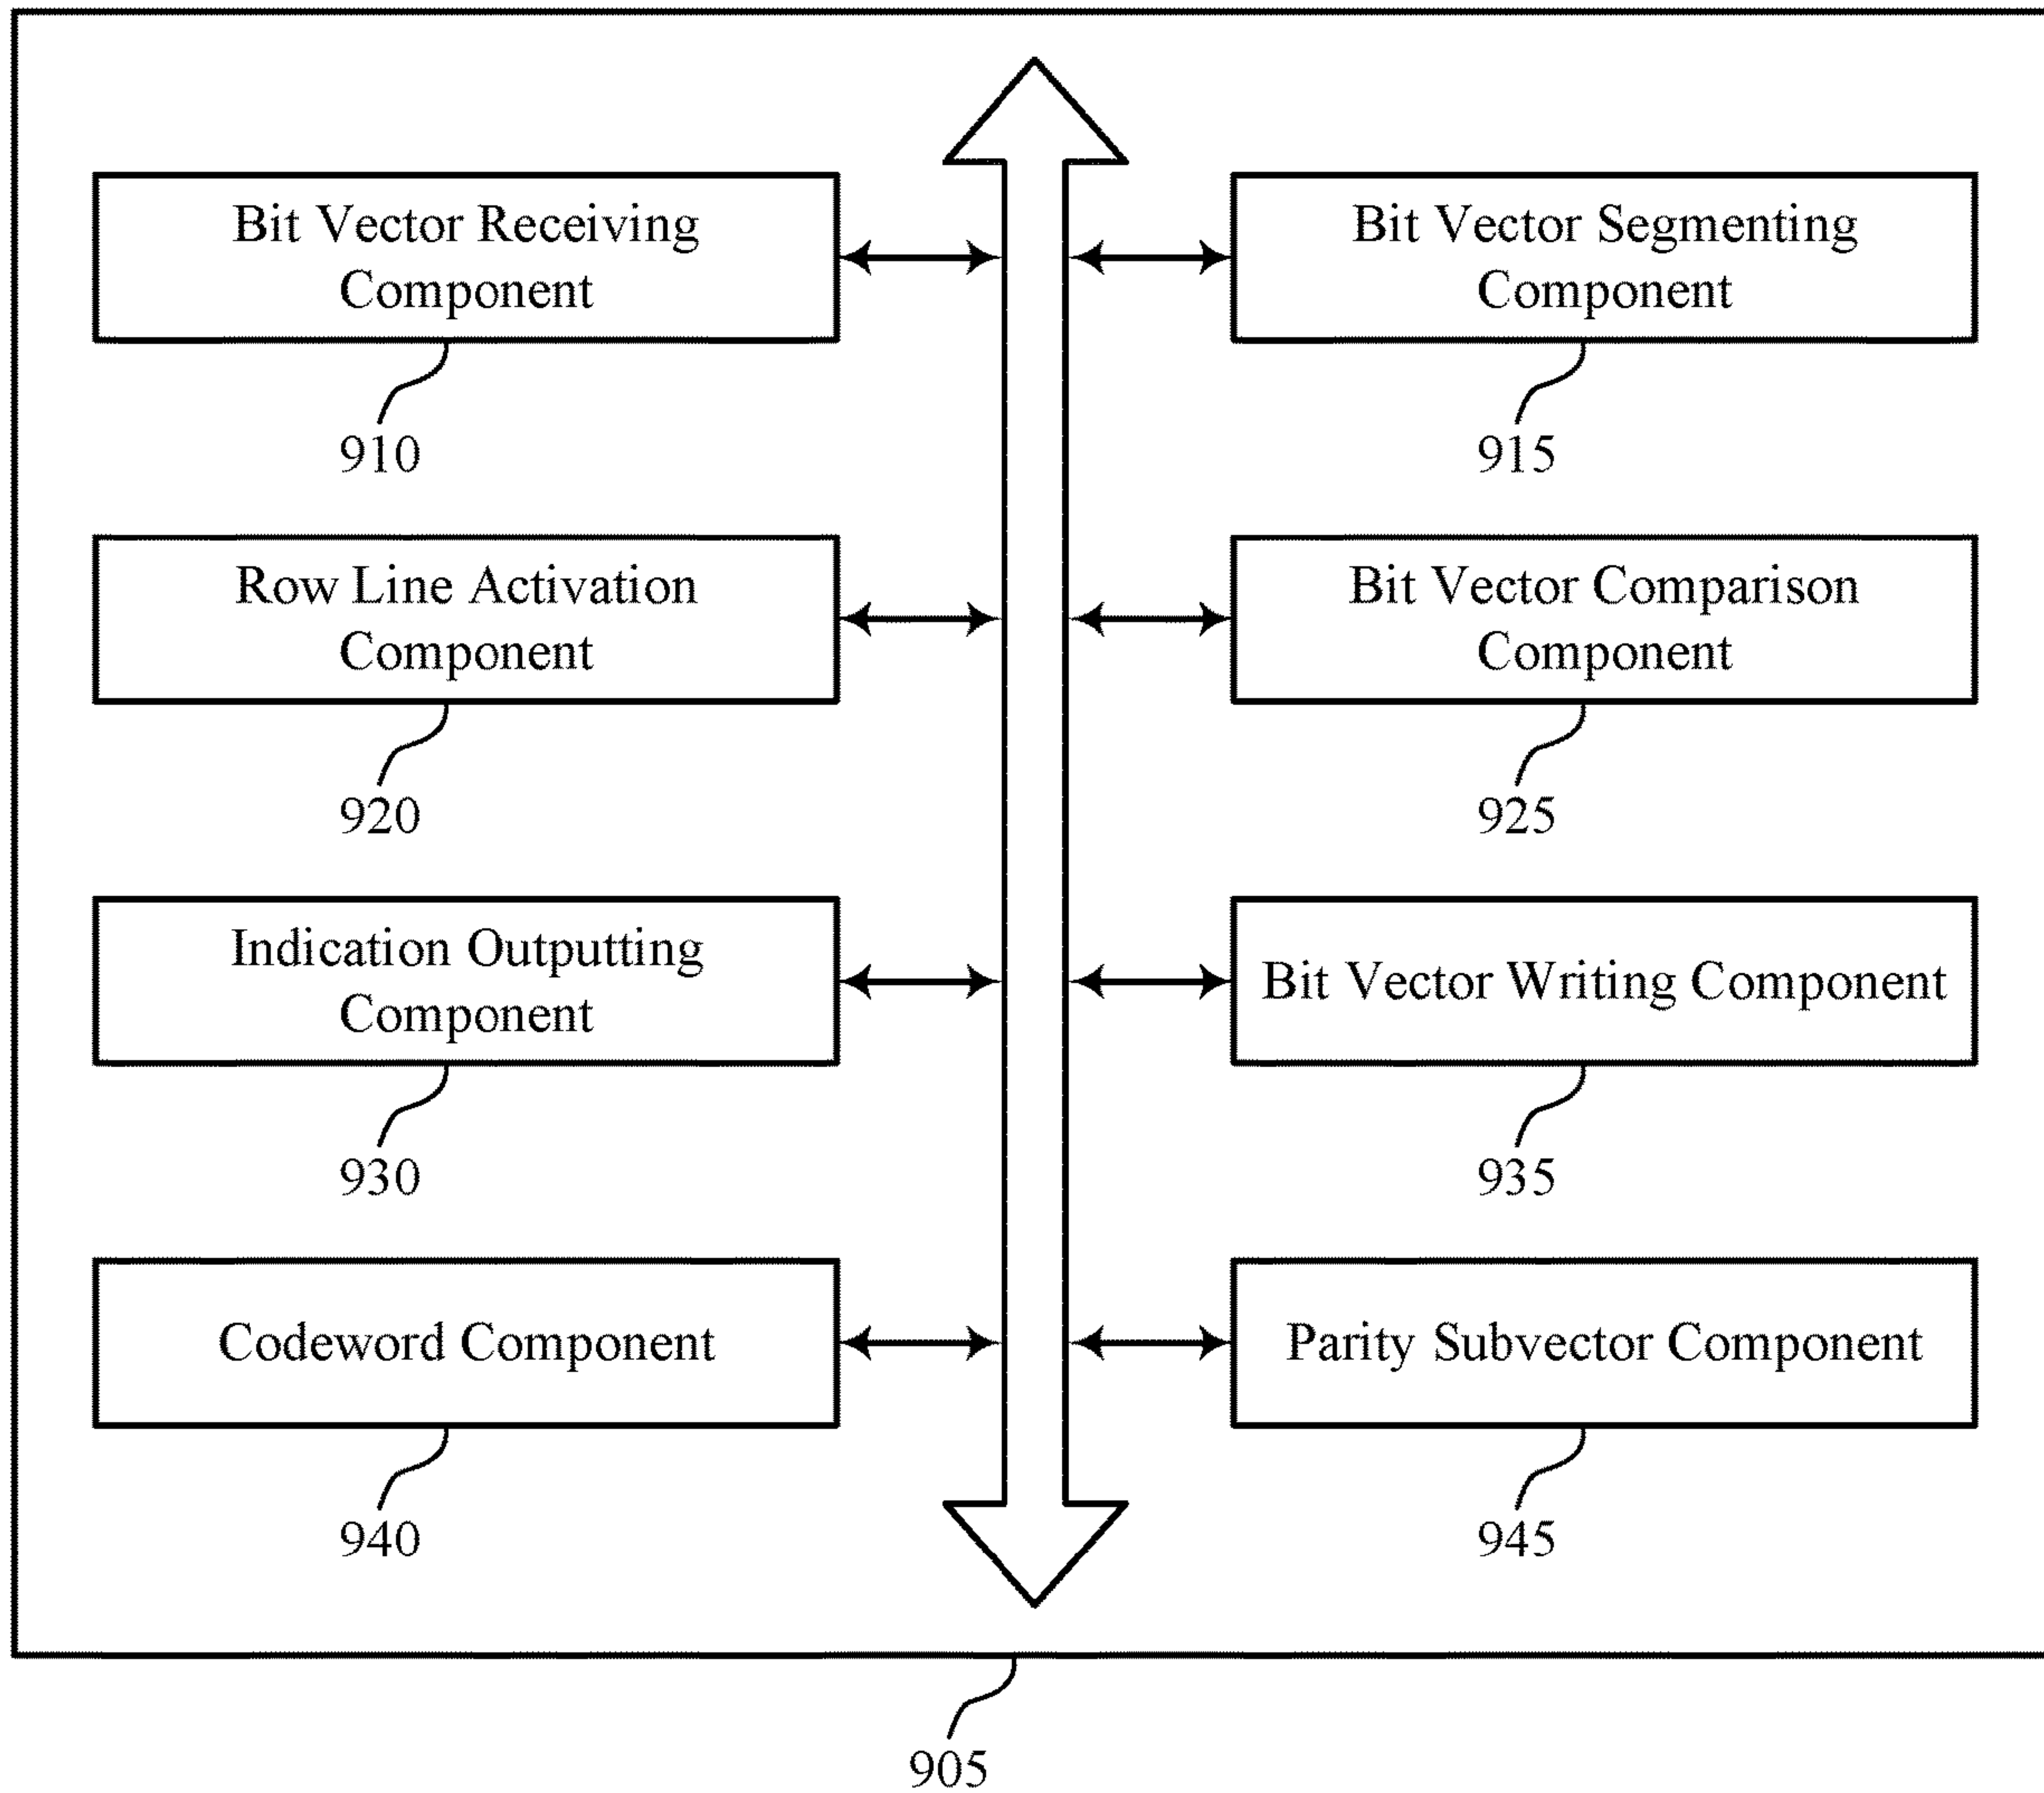 Bit Vector Receiving
Component
910
Bit Vector Segmenting
Component
915
Row Line Activation
Component
920
Bit Vector Comparison
Component
925
Indication Outputting
Component
930
Bit Vector Writing Component
935
Codeword Component
940
Parity Subvector Component
945
905